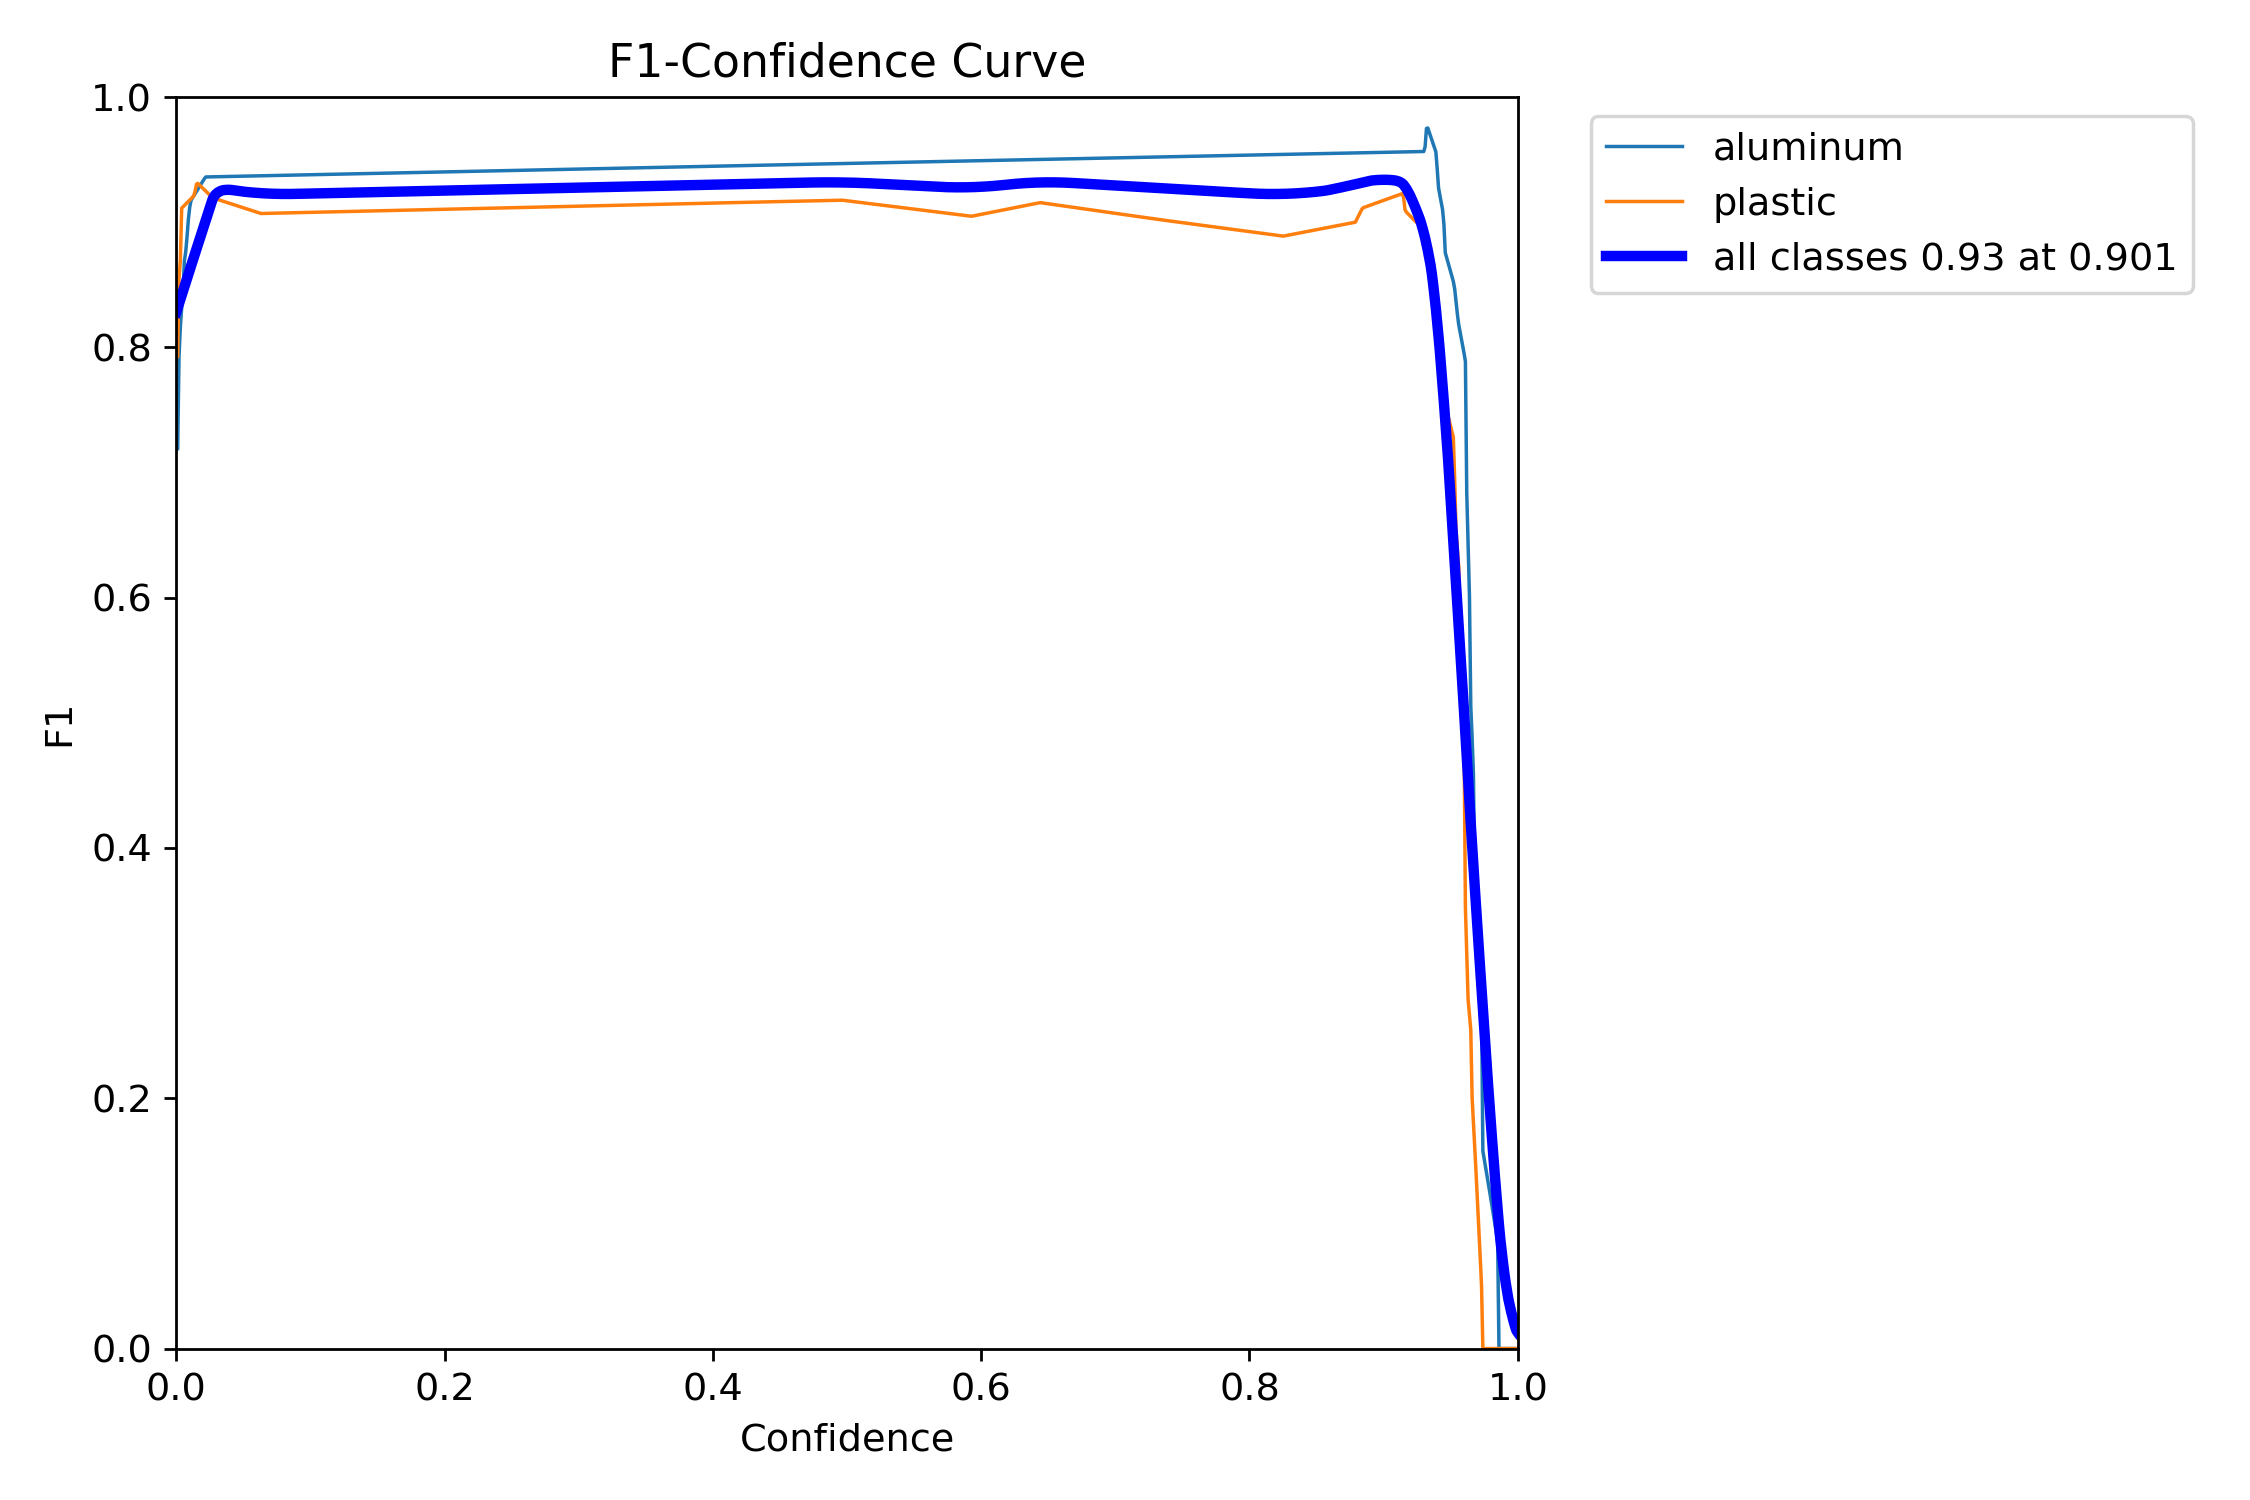 F1-Confidence Curve
1.0
0.8
0.6
0.4
0.2
0.0
F1
0.0 0.2 0.4 0.6 0.8 1.0
Confidence
aluminum
plastic
all classes 0.93 at 0.901